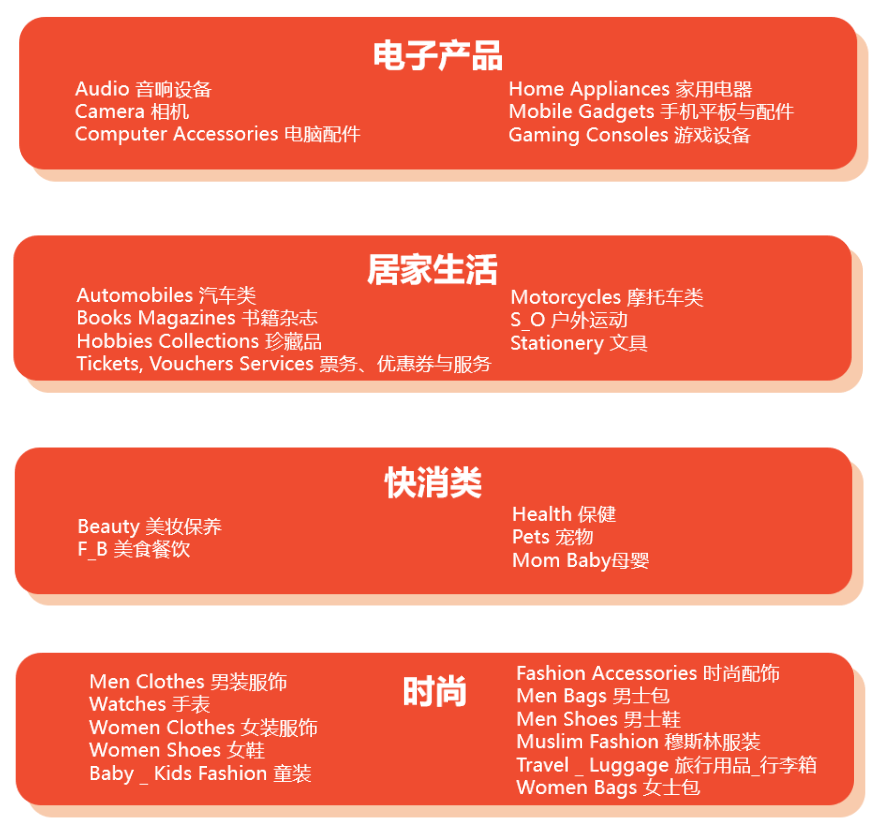 电子产品
Audio 音响设备
Camera 相机
Computer Accessories 电脑配件
Home Appliances 家用电器
Mobile Gadgets 手机平板与配件
Gaming Consoles 游戏设备
居家生活
Automobiles 汽车类
Books Magazines 书籍杂志
Hobbies Collections 珍藏品
Tickets, Vouchers Services 票务、优惠券与服务
Motorcycles 摩托车类
S_O 户外运动
Stationery 文具
快消类
Beauty 美妆保养
F_B 美食餐饮
Health 保健
Pets 宠物
Mom Baby母婴
时尚
Men Clothes 男装服饰
Watches 手表
Women Clothes 女装服饰
Women Shoes 女鞋
Baby _ Kids Fashion 童装
Fashion Accessories 时尚配饰
Men Bags 男士包
Men Shoes 男士鞋
Muslim Fashion 穆斯林服装
Travel _ Luggage 旅行用品_行李箱
Women Bags 女士包